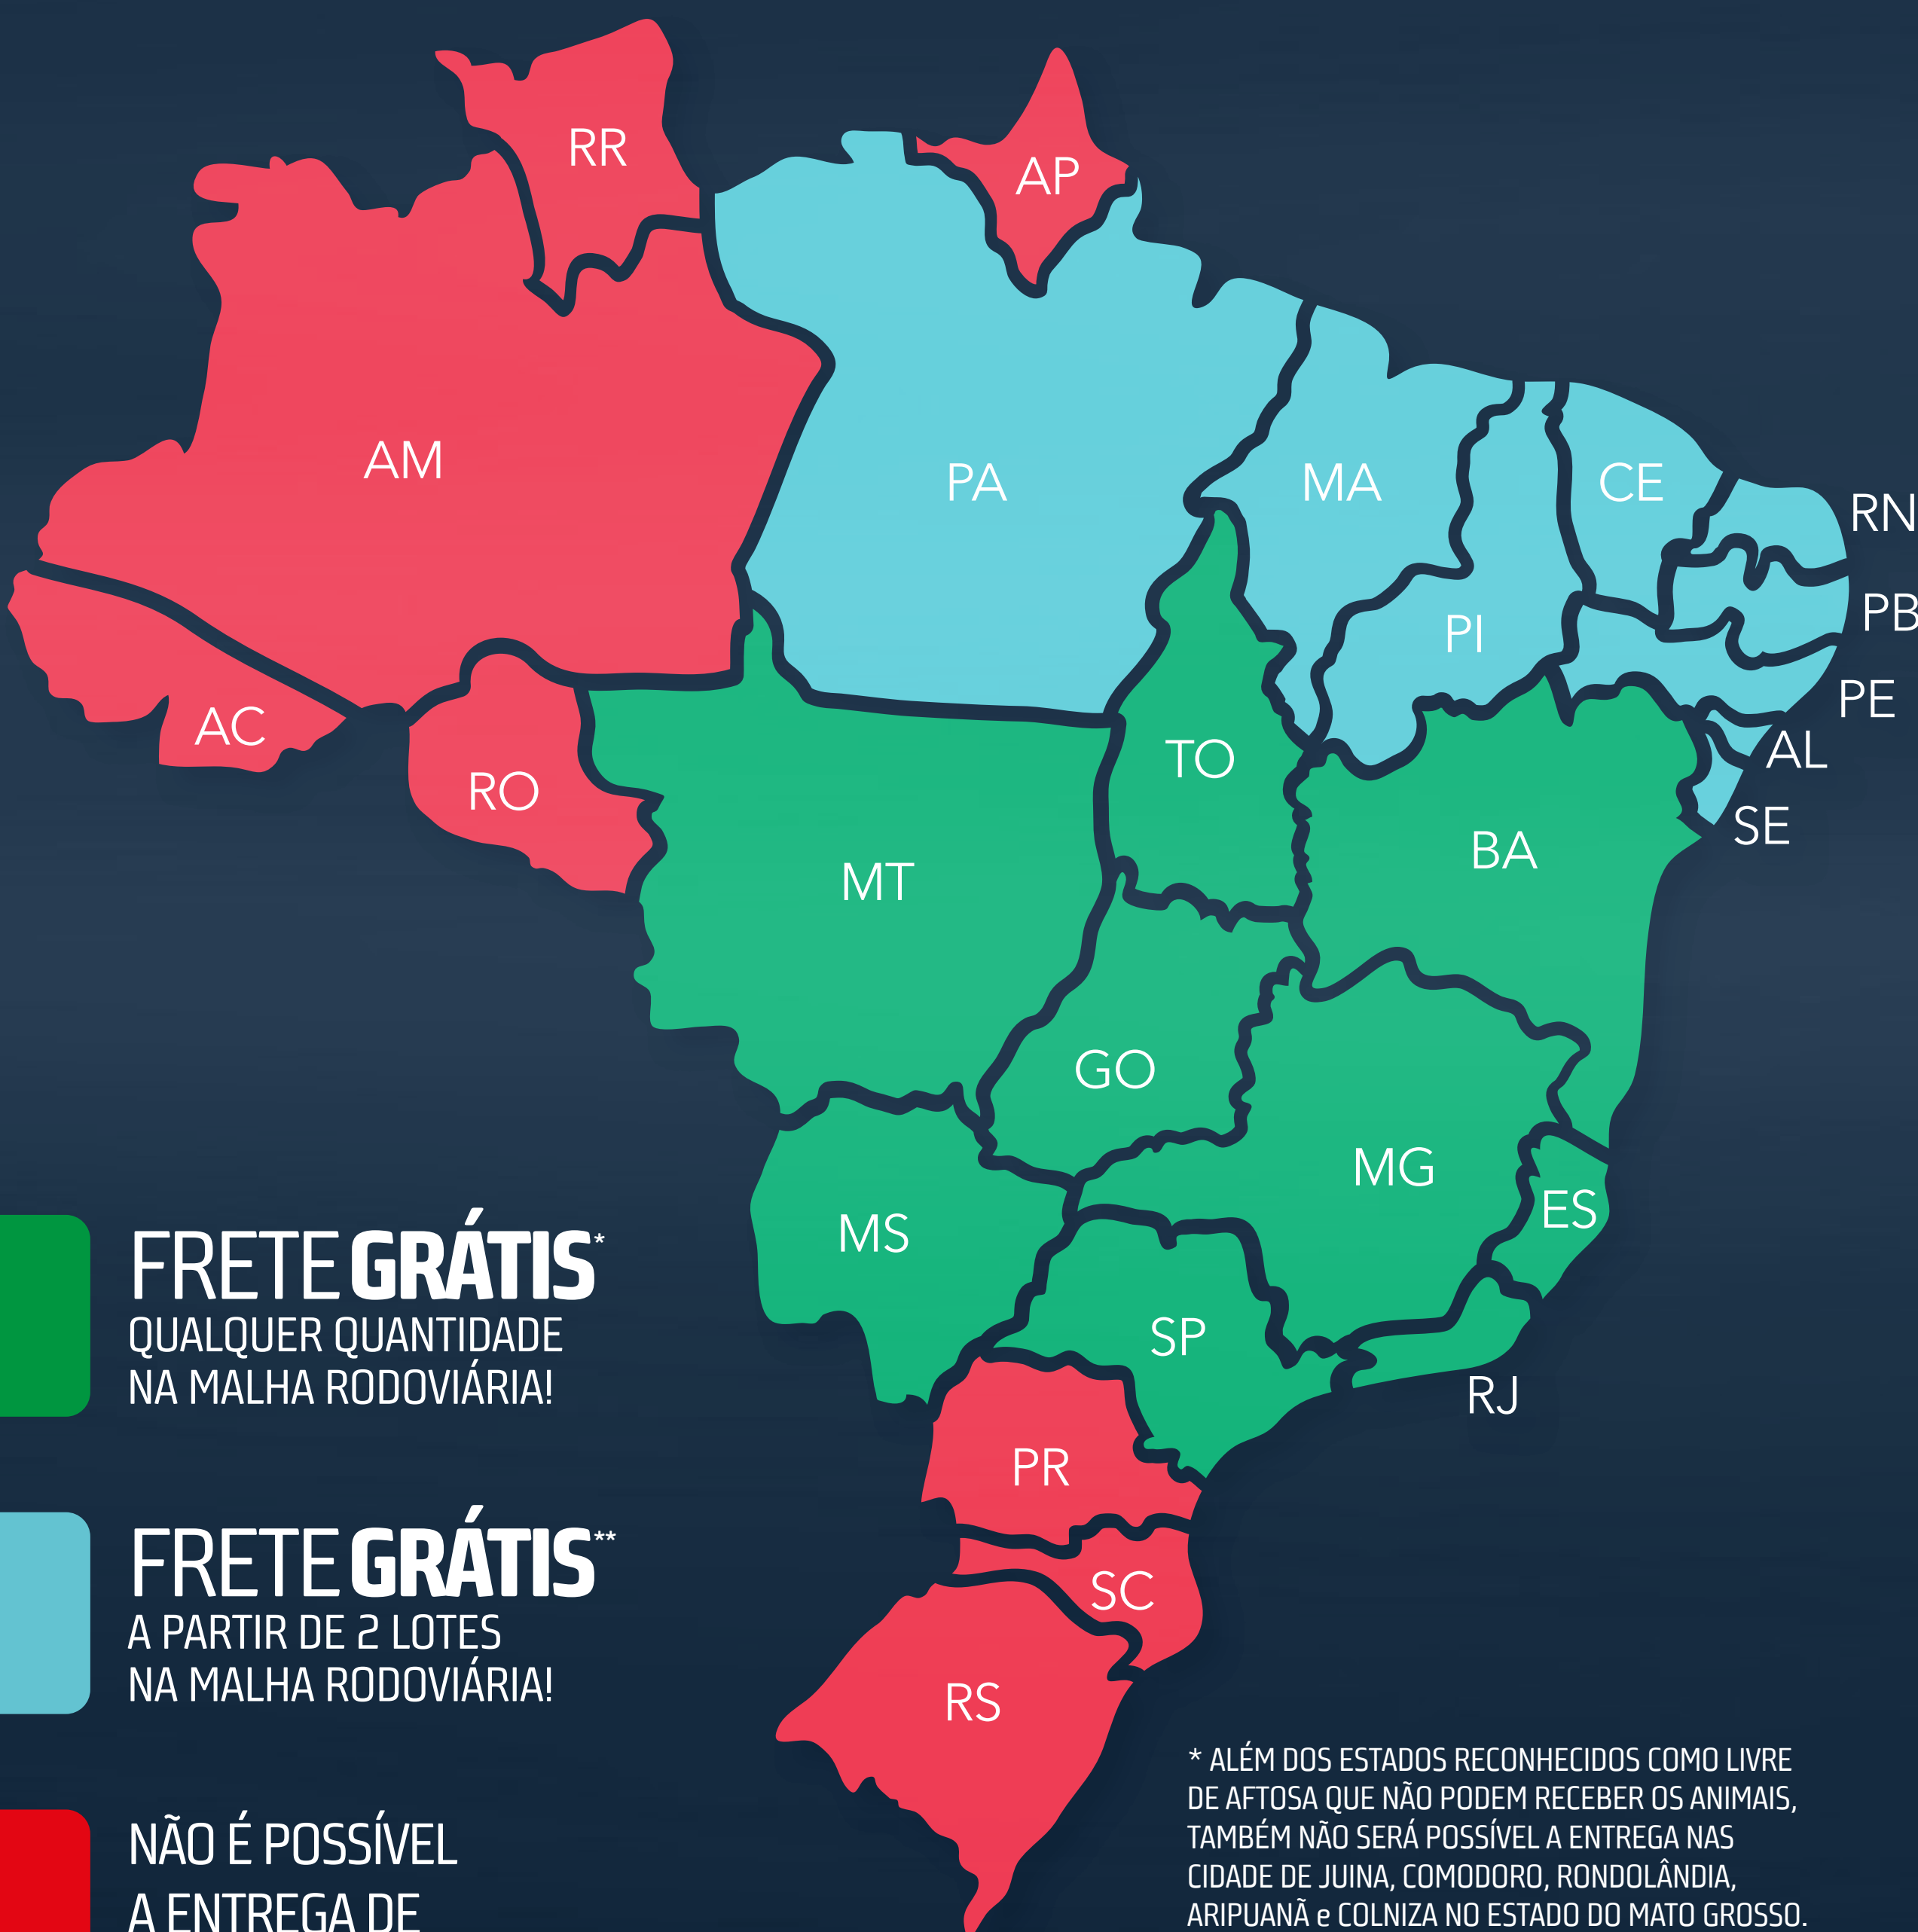 RR
AP
AM
PA
MA
CE
RN
PB
PI
PE
AC
TO
AL
RO
SE
BA
MT
GO
MG
ES
MS
SP
RJ
PR
SC
RS
FRETE GRÁTIS*
QUALQUER QUANTIDADE
NA MALHA RODOVIÁRIA!
FRETE GRÁTIS**
A PARTIR DE 2 LOTES
NA MALHA RODOVIÁRIA!
NÃO É POSSÍVEL
A ENTREGA DE
* ALÉM DOS ESTADOS RECONHECIDOS COMO LIVRE
DE AFTOSA QUE NÃO PODEM RECEBER OS ANIMAIS,
TAMBÉM NÃO SERÁ POSSÍVEL A ENTREGA NAS
CIDADE DE JUINA, COMODORO, RONDOLÂNDIA,
ARIPUANÃ e COLNIZA NO ESTADO DO MATO GROSSO.